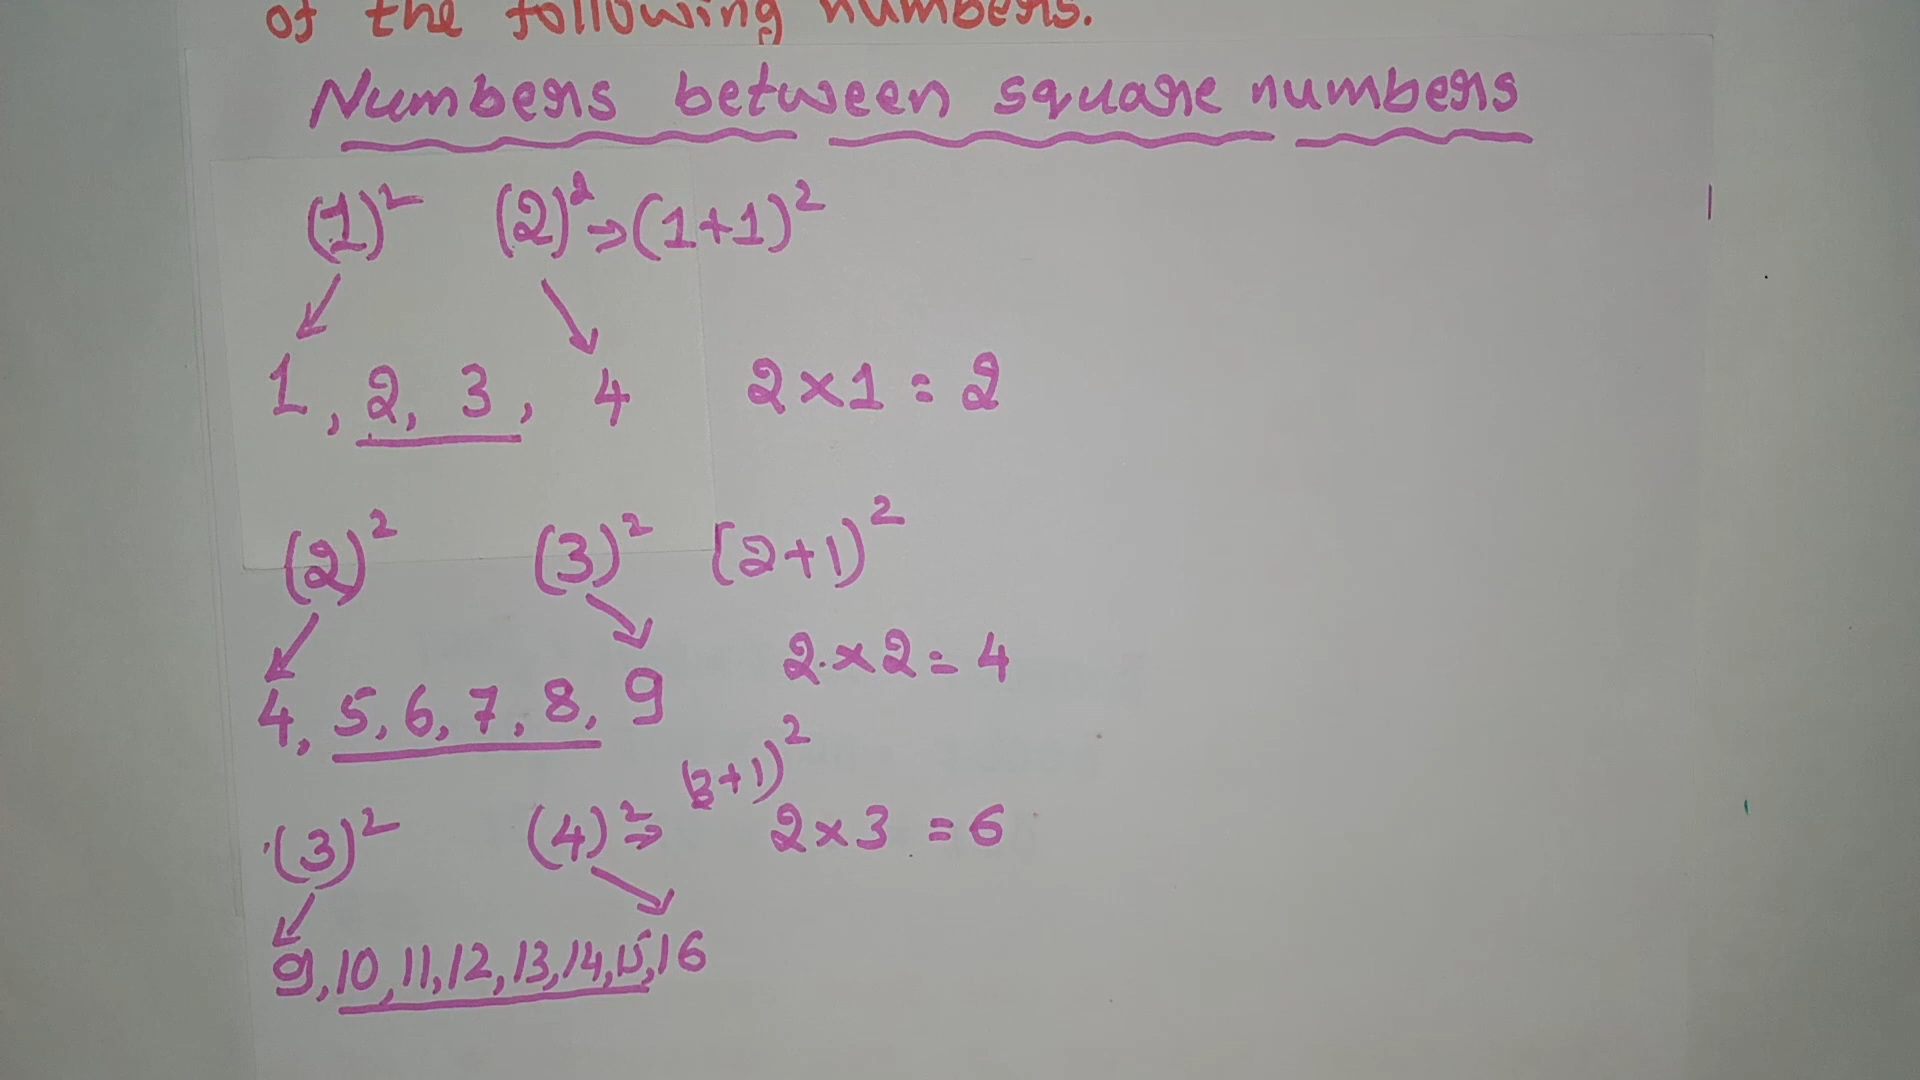 of the following numbers.
Numbers between square numbers
(1)² (2)² ⇒ (1+1)²
1, 2, 3, 4 2×1 = 2
(2)² (3)² (2+1)²
2.×2 = 4
4, 5, 6, 7, 8, 9
(3+1)²
(3)² (4)² ⇒ 2×3 = 6
9, 10, 11, 12, 13, 14, 15, 16